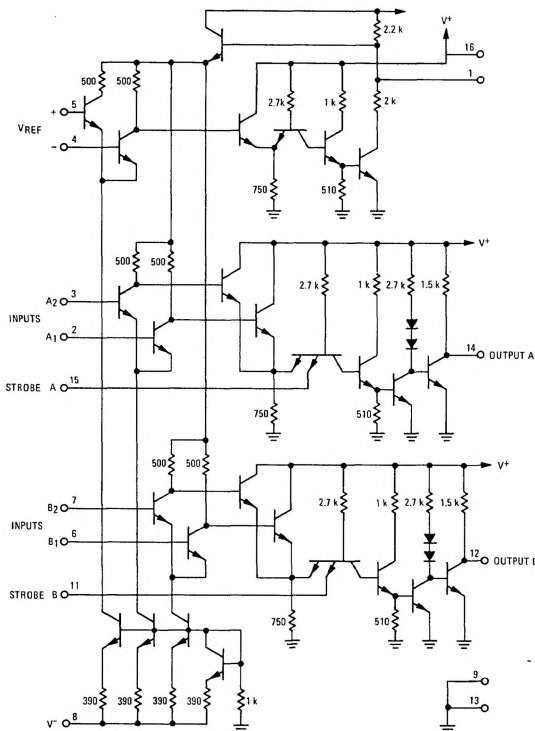 V+
2.2 k
16
1
500 500
+ 5
2.7k 1 k 2 k
VREF
- 4
750 510
V+
500 500
2.7 k 1 k 2.7 k 1.5 k
A2 3
INPUTS
A1 2
14 OUTPUT A
STROBE A 15
750 510
V+
500 500
2.7 k 1 k 2.7 k 1.5 k
B2 7
INPUTS
B1 6
12 OUTPUT B
STROBE B 11
750 510
9
390 390 390 390 1 k
13
V- 8